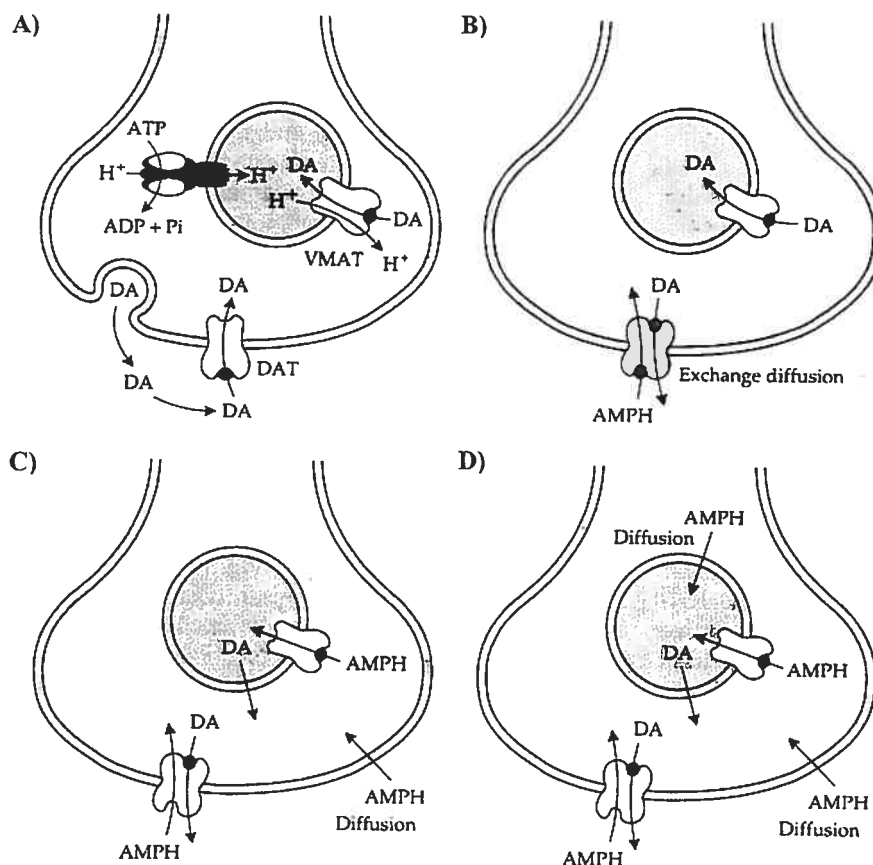 A)
ATP
H⁺
H⁺
ADP + Pi
DA
H⁺
DA
VMAT
H⁺
DA
DA
DAT
DA
DA
B)
DA
DA
DA
Exchange diffusion
AMPH
C)
DA
AMPH
DA
AMPH
Diffusion
AMPH
D)
AMPH
Diffusion
DA
AMPH
DA
AMPH
Diffusion
AMPH